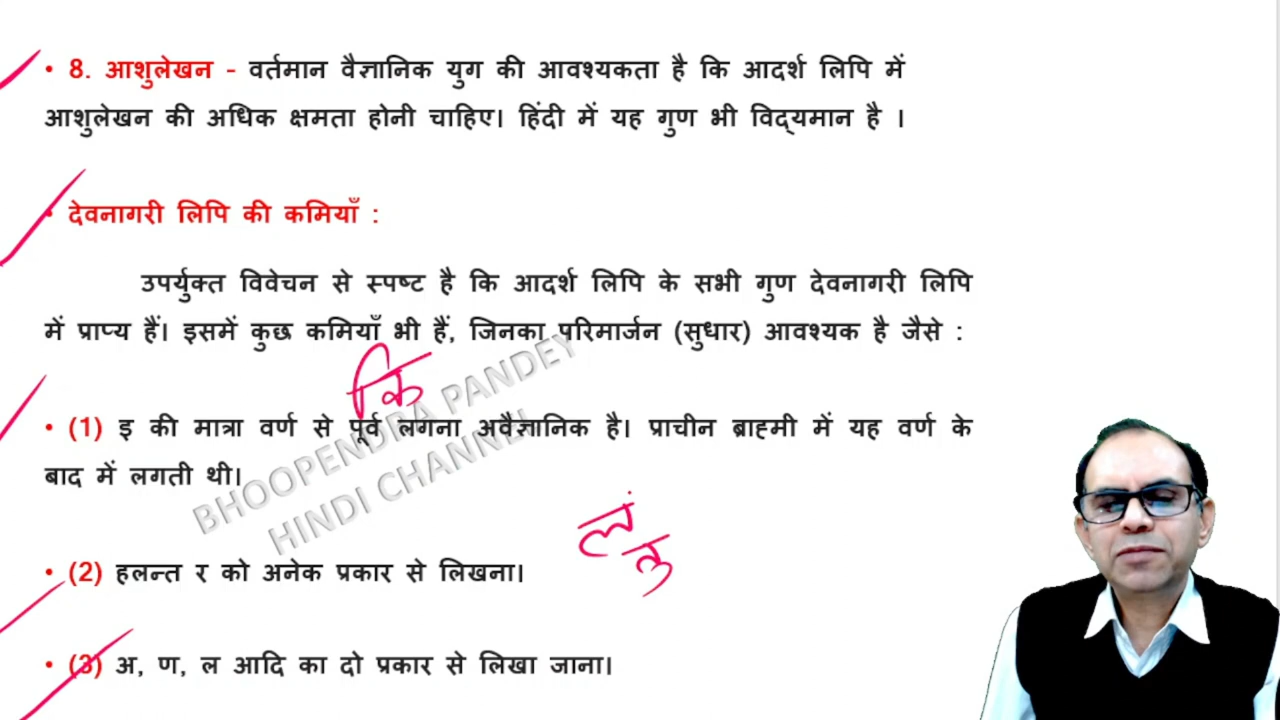 • 8. आशुलेखन - वर्तमान वैज्ञानिक युग की आवश्यकता है कि आदर्श लिपि में
आशुलेखन की अधिक क्षमता होनी चाहिए। हिंदी में यह गुण भी विद्यमान है ।
• देवनागरी लिपि की कमियाँ :
उपर्युक्त विवेचन से स्पष्ट है कि आदर्श लिपि के सभी गुण देवनागरी लिपि
में प्राप्य हैं। इसमें कुछ कमियाँ भी हैं, जिनका परिमार्जन (सुधार) आवश्यक है जैसे :
कि
• (1) इ की मात्रा वर्ण से पूर्व लगना अवैज्ञानिक है। प्राचीन ब्राह्मी में यह वर्ण के
बाद में लगती थी।
BHOOPENDRA PANDEY
HINDI CHANNEL
• (2) हलन्त र को अनेक प्रकार से लिखना।
• (3) अ, ण, ल आदि का दो प्रकार से लिखा जाना।